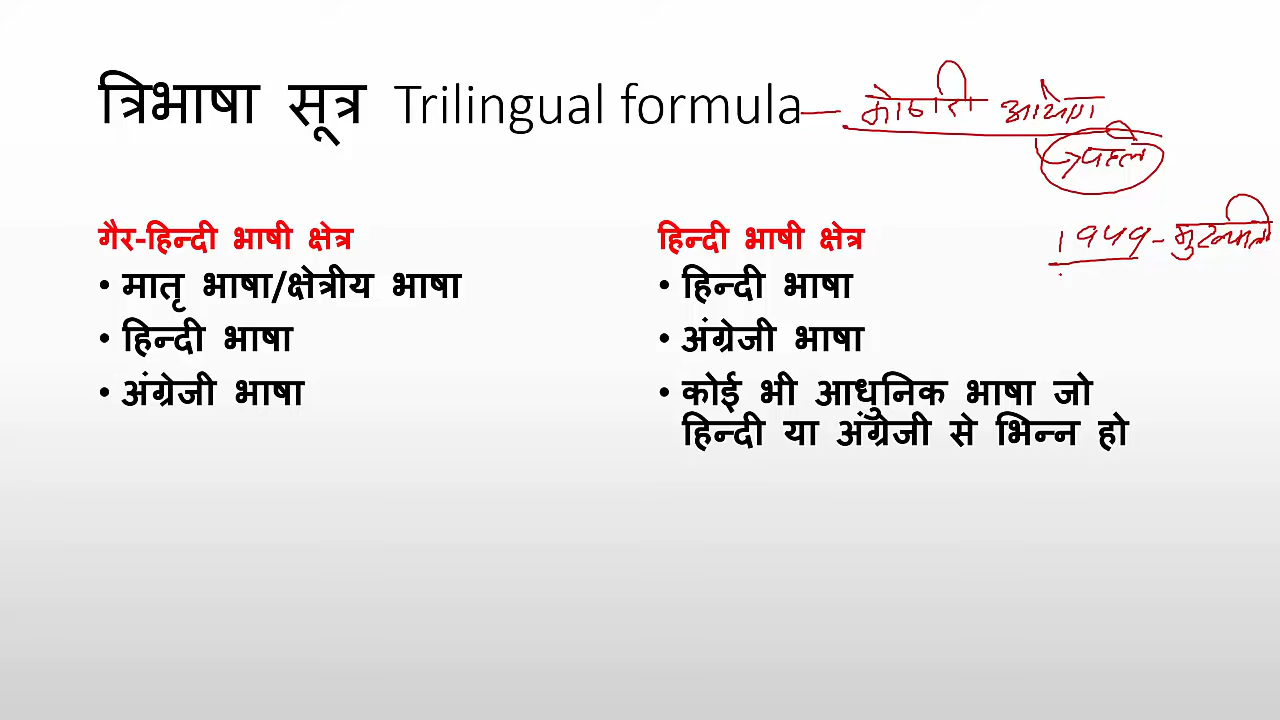 त्रिभाषा सूत्र Trilingual formula
कोठारी आयोग
पहले
गैर-हिन्दी भाषी क्षेत्र
• मातृ भाषा/क्षेत्रीय भाषा
• हिन्दी भाषा
• अंग्रेजी भाषा
हिन्दी भाषी क्षेत्र
• हिन्दी भाषा
• अंग्रेजी भाषा
• कोई भी आधुनिक भाषा जो
हिन्दी या अंग्रेजी से भिन्न हो